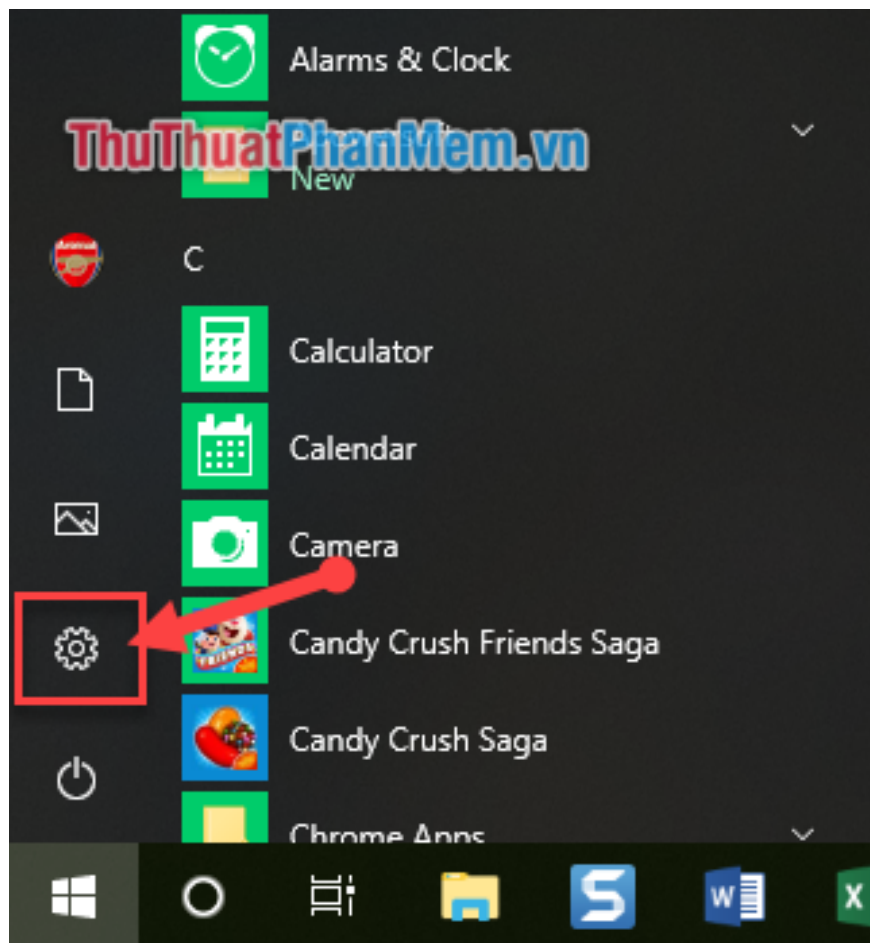 Alarms & Clock
ThuThuatPhanMem.vn
New
C
Calculator
Calendar
Camera
Candy Crush Friends Saga
Candy Crush Saga
Chrome Apps